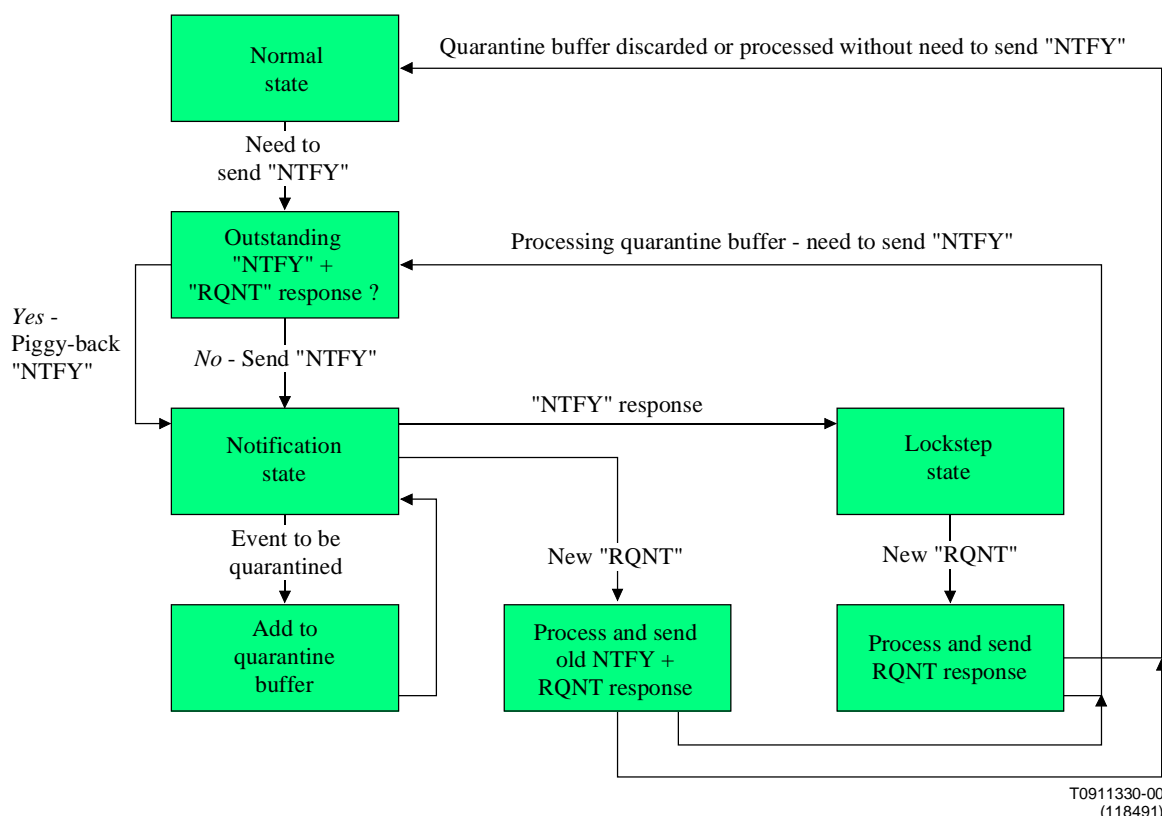 Normal
state
Quarantine buffer discarded or processed without need to send "NTFY"
Need to
send "NTFY"
Outstanding
"NTFY" +
"RQNT" response ?
Processing quarantine buffer - need to send "NTFY"
Yes -
Piggy-back
"NTFY"
No - Send "NTFY"
"NTFY" response
Notification
state
Lockstep
state
Event to be
quarantined
New "RQNT"
New "RQNT"
Add to
quarantine
buffer
Process and send
old NTFY +
RQNT response
Process and send
RQNT response
T0911330-00
(118491)